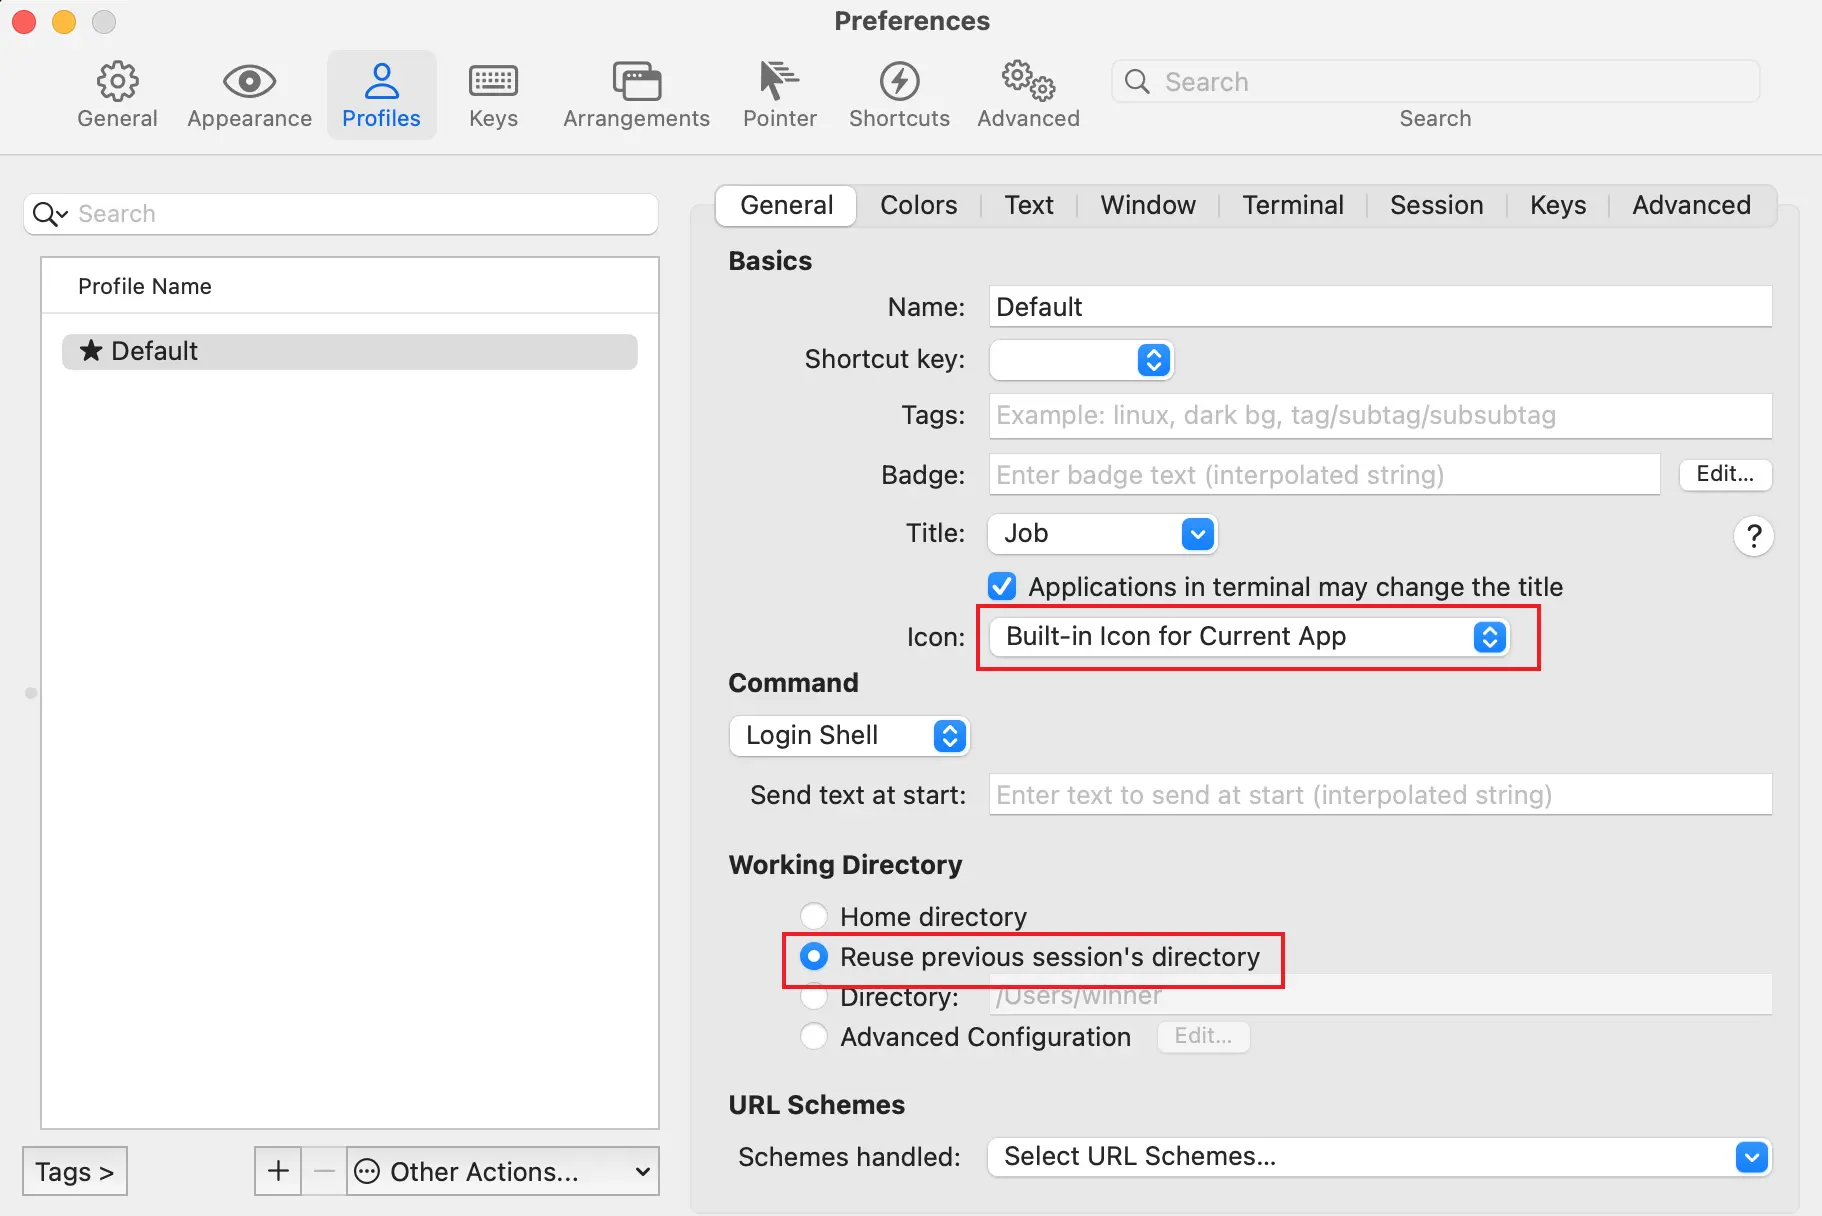 Preferences
General Appearance Profiles Keys Arrangements Pointer Shortcuts Advanced Search
Search
Search
Profile Name
Default
General Colors Text Window Terminal Session Keys Advanced
Basics
Name: Default
Shortcut key:
Tags: Example: linux, dark bg, tag/subtag/subsubtag
Badge: Enter badge text (interpolated string) Edit...
Title: Job ?
Applications in terminal may change the title
Icon: Built-in Icon for Current App
Command
Login Shell
Send text at start: Enter text to send at start (interpolated string)
Working Directory
Home directory
Reuse previous session's directory
Directory: /Users/winner
Advanced Configuration Edit...
URL Schemes
Schemes handled: Select URL Schemes...
Tags > + − Other Actions...